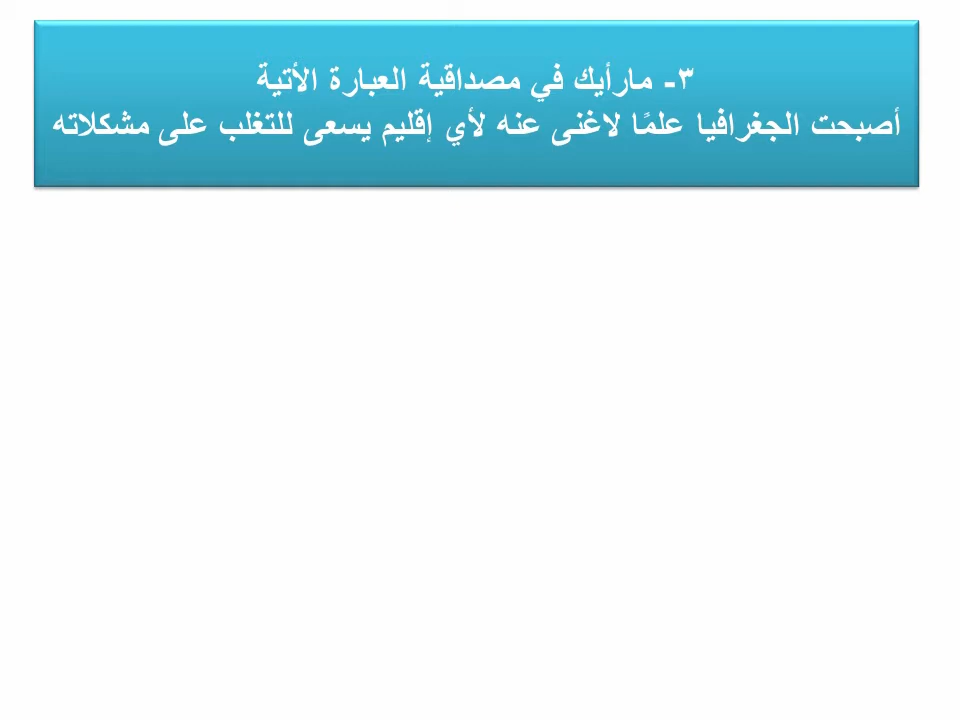 ٣- مارأيك في مصداقية العبارة الأتية
أصبحت الجغرافيا علمًا لاغنى عنه لأي إقليم يسعى للتغلب على مشكلاته